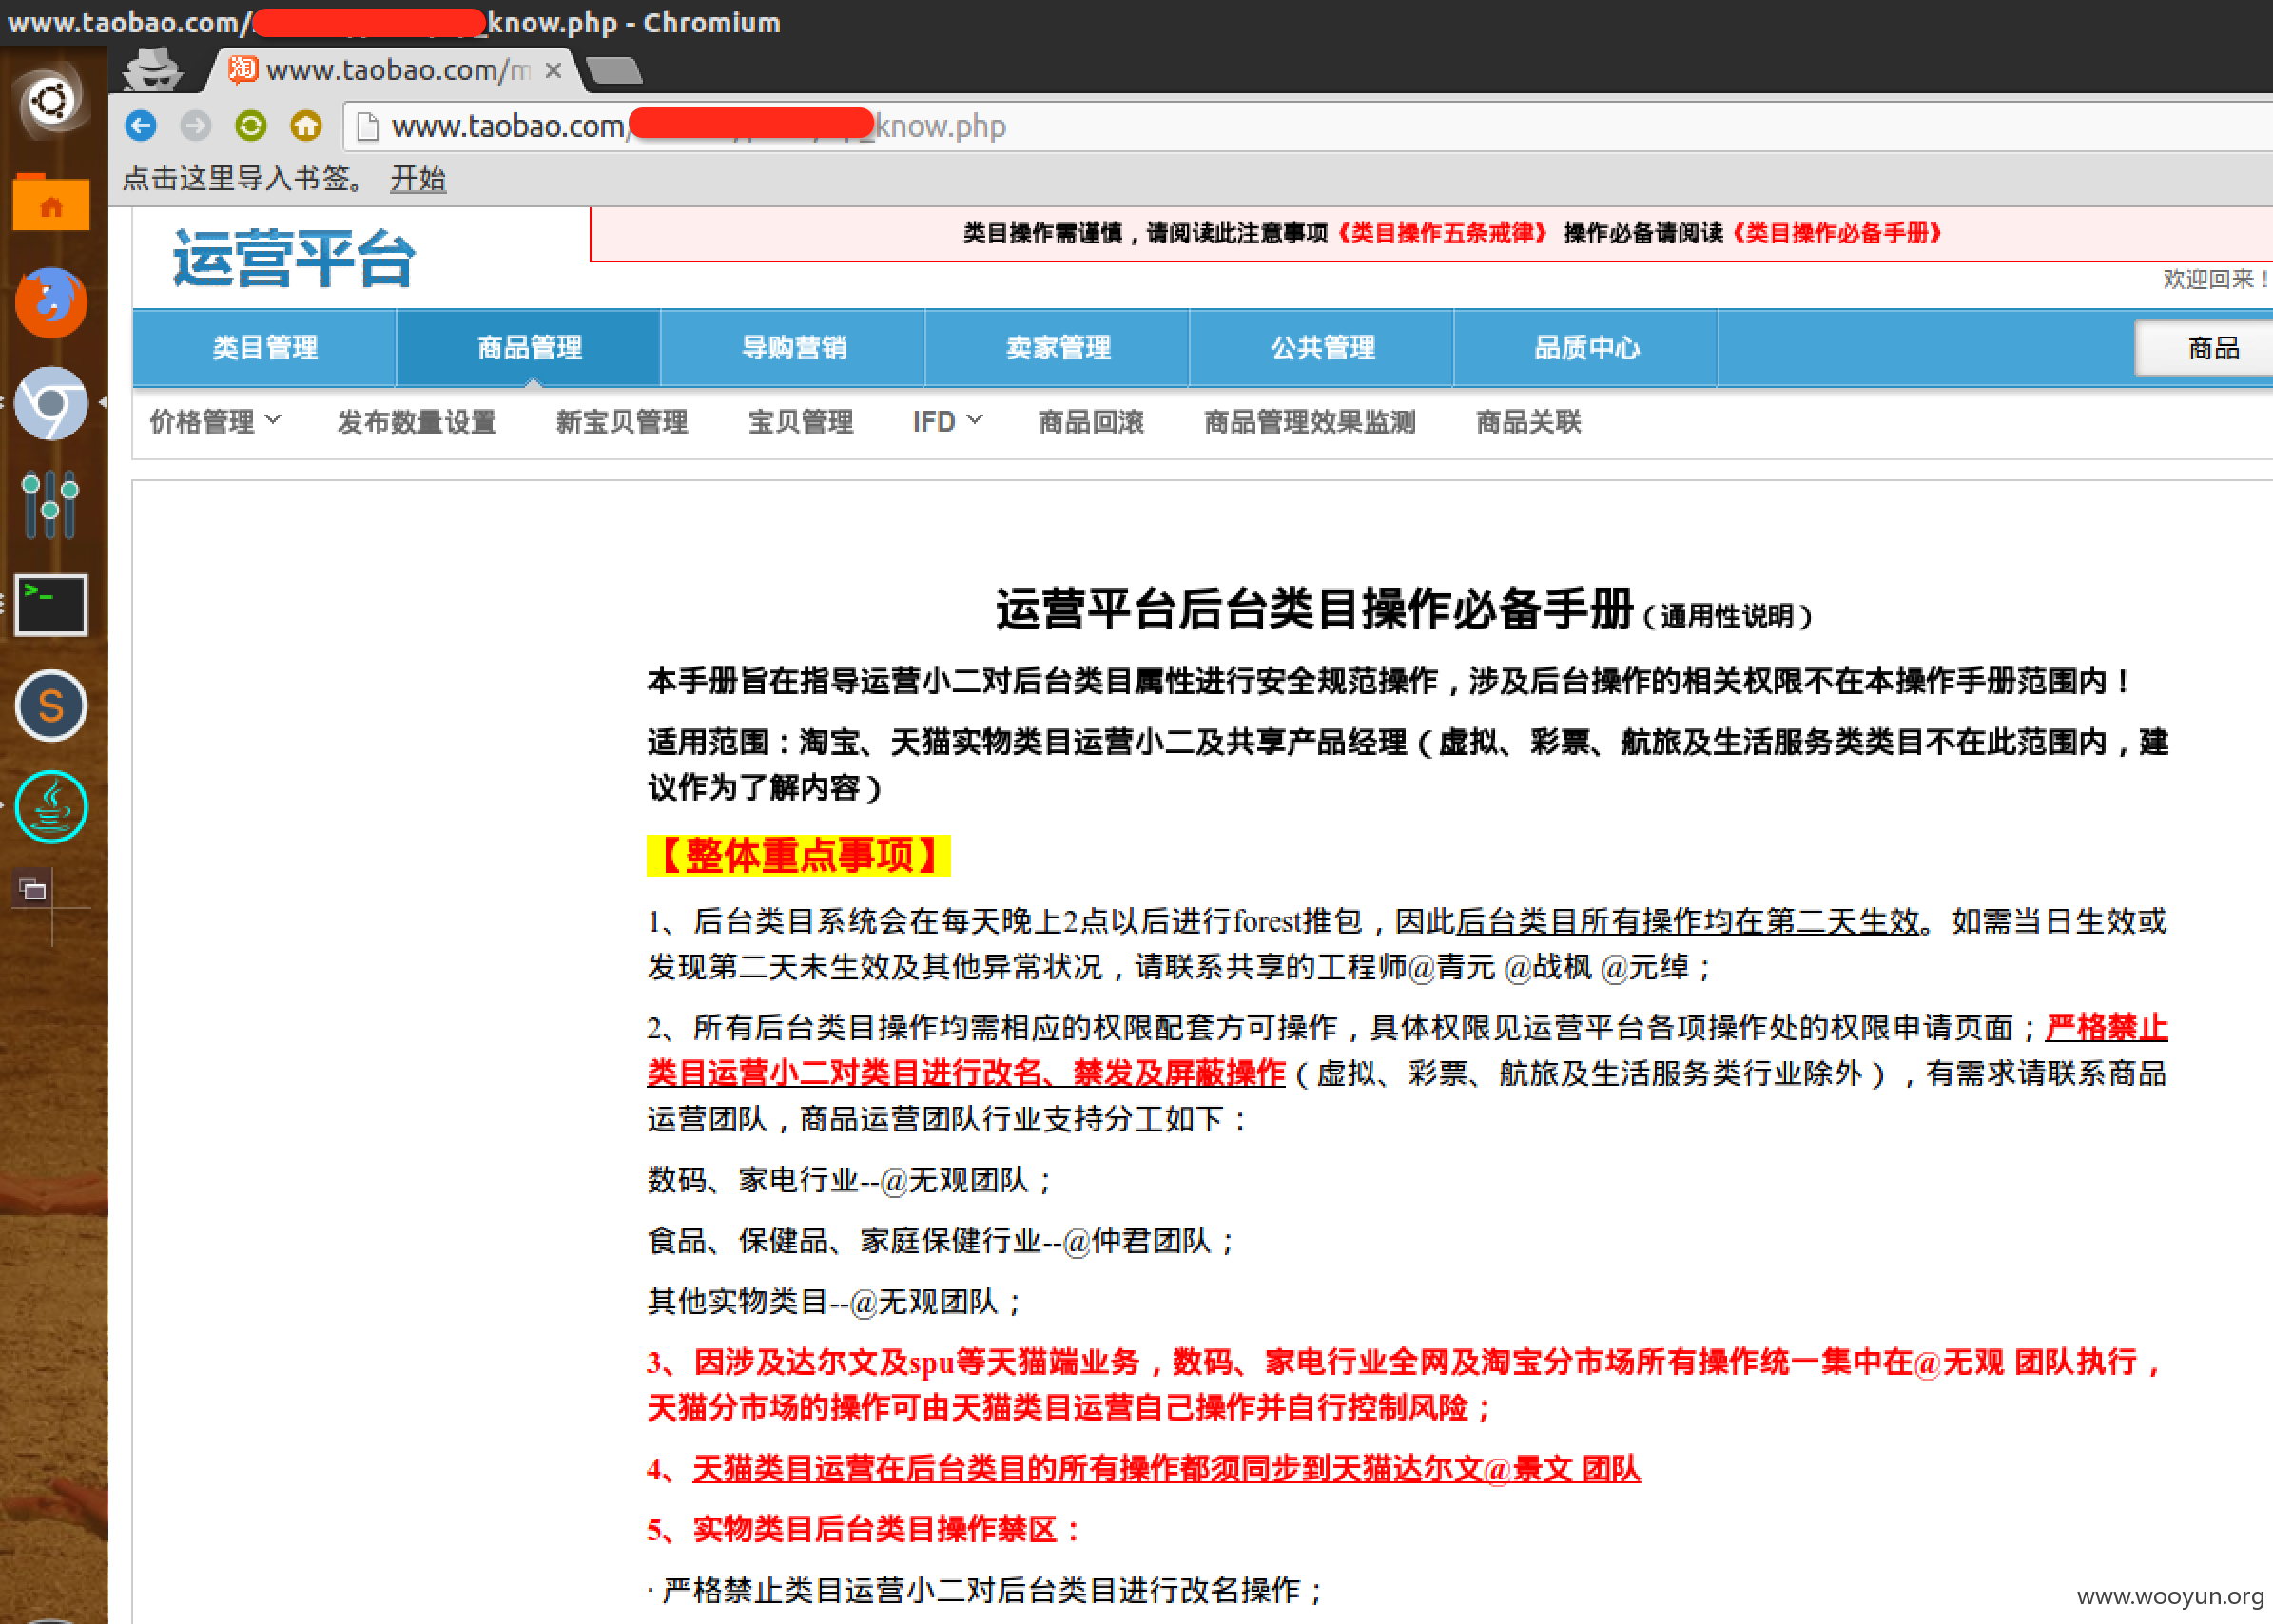 www.taobao.com/ _know.php - Chromium
www.taobao.com/m
www.taobao.com/ _know.php
点击这里导入书签。 开始
运营平台
类目操作需谨慎，请阅读此注意事项《类目操作五条戒律》 操作必备请阅读《类目操作必备手册》
欢迎回来！
类目管理 商品管理 导购营销 卖家管理 公共管理 品质中心 商品
价格管理 发布数量设置 新宝贝管理 宝贝管理 IFD 商品回滚 商品管理效果监测 商品关联
运营平台后台类目操作必备手册（通用性说明）
本手册旨在指导运营小二对后台类目属性进行安全规范操作，涉及后台操作的相关权限不在本操作手册范围内！
适用范围：淘宝、天猫实物类目运营小二及共享产品经理（虚拟、彩票、航旅及生活服务类类目不在此范围内，建
议作为了解内容）
【整体重点事项】
1、后台类目系统会在每天晚上2点以后进行forest推包，因此后台类目所有操作均在第二天生效。如需当日生效或
发现第二天未生效及其他异常状况，请联系共享的工程师@青元 @战枫 @元绰；
2、所有后台类目操作均需相应的权限配套方可操作，具体权限见运营平台各项操作处的权限申请页面；严格禁止
类目运营小二对类目进行改名、禁发及屏蔽操作（虚拟、彩票、航旅及生活服务类行业除外），有需求请联系商品
运营团队，商品运营团队行业支持分工如下：
数码、家电行业--@无观团队；
食品、保健品、家庭保健行业--@仲君团队；
其他实物类目--@无观团队；
3、因涉及达尔文及spu等天猫端业务，数码、家电行业全网及淘宝分市场所有操作统一集中在@无观 团队执行，
天猫分市场的操作可由天猫类目运营自己操作并自行控制风险；
4、天猫类目运营在后台类目的所有操作都须同步到天猫达尔文@景文 团队
5、实物类目后台类目操作禁区：
· 严格禁止类目运营小二对后台类目进行改名操作；
www.wooyun.org